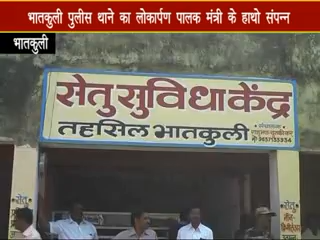 भातकुली पुलीस थाने का लोकार्पण पालक मंत्री के हाथो संपन्न
भातकुली
सेतु सुविधा केंद्र
तहसिल भातकुली
सेतु
सेतु